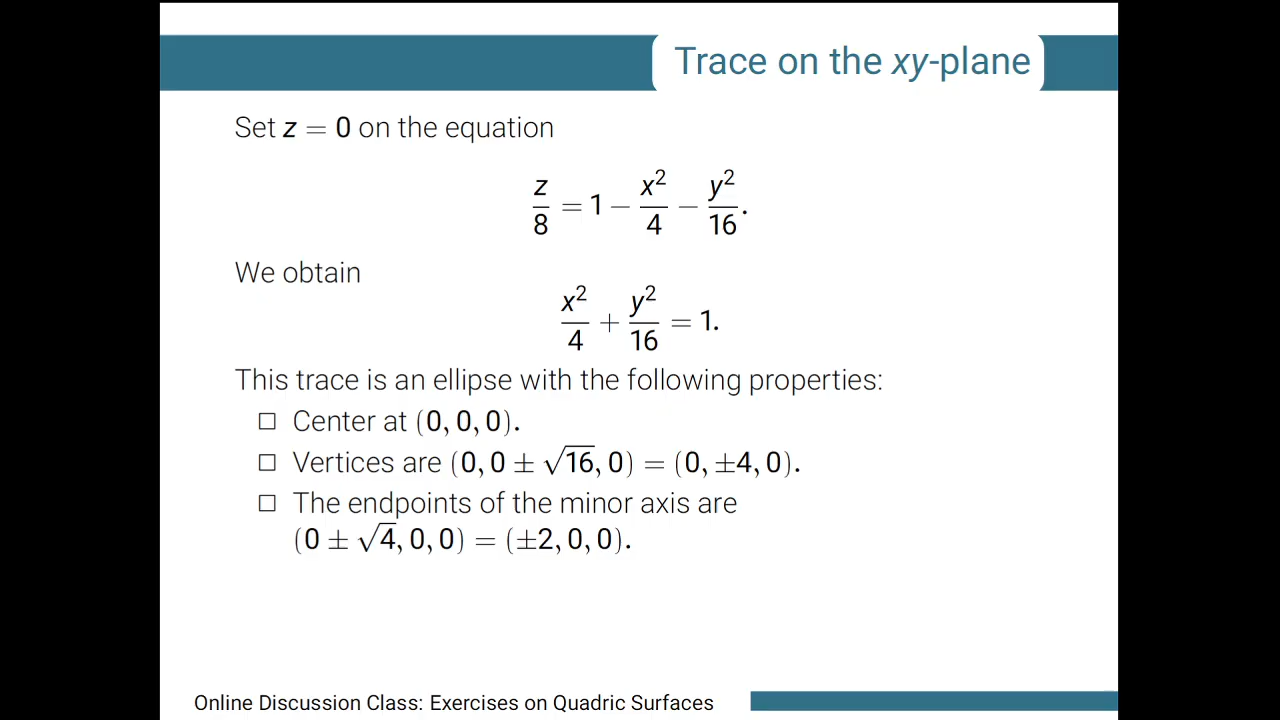 Trace on the xy-plane
Set z = 0 on the equation
z/8 = 1 − x²/4 − y²/16.
We obtain
x²/4 + y²/16 = 1.
This trace is an ellipse with the following properties:
□ Center at (0, 0, 0).
□ Vertices are (0, 0 ± √16, 0) = (0, ±4, 0).
□ The endpoints of the minor axis are
(0 ± √4, 0, 0) = (±2, 0, 0).
Online Discussion Class: Exercises on Quadric Surfaces